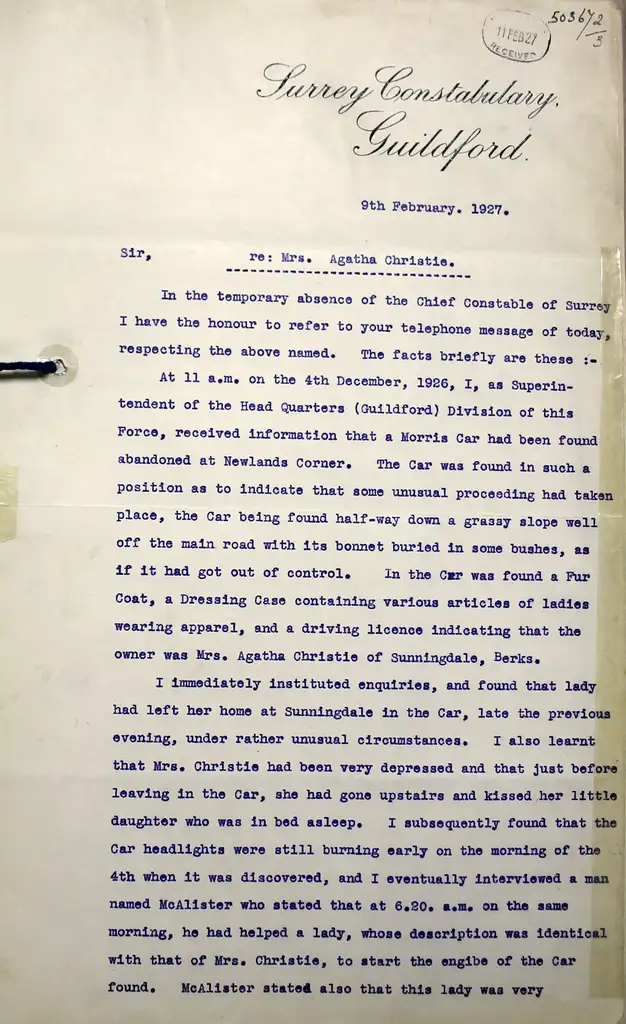 50367/2/3
11 FEB 27
RECEIVED
Surrey Constabulary,
Guildford.
9th February. 1927.
Sir,
re: Mrs. Agatha Christie.
In the temporary absence of the Chief Constable of Surrey
I have the honour to refer to your telephone message of today,
respecting the above named. The facts briefly are these :-
At 11 a.m. on the 4th December, 1926, I, as Superin-
tendent of the Head Quarters (Guildford) Division of this
Force, received information that a Morris Car had been found
abandoned at Newlands Corner. The Car was found in such a
position as to indicate that some unusual proceeding had taken
place, the Car being found half-way down a grassy slope well
off the main road with its bonnet buried in some bushes, as
if it had got out of control. In the Car was found a Fur
Coat, a Dressing Case containing various articles of ladies
wearing apparel, and a driving licence indicating that the
owner was Mrs. Agatha Christie of Sunningdale, Berks.
I immediately instituted enquiries, and found that lady
had left her home at Sunningdale in the Car, late the previous
evening, under rather unusual circumstances. I also learnt
that Mrs. Christie had been very depressed and that just before
leaving in the Car, she had gone upstairs and kissed her little
daughter who was in bed asleep. I subsequently found that the
Car headlights were still burning early on the morning of the
4th when it was discovered, and I eventually interviewed a man
named McAlister who stated that at 6.20. a.m. on the same
morning, he had helped a lady, whose description was identical
with that of Mrs. Christie, to start the engibe of the Car
found. McAlister stated also that this lady was very